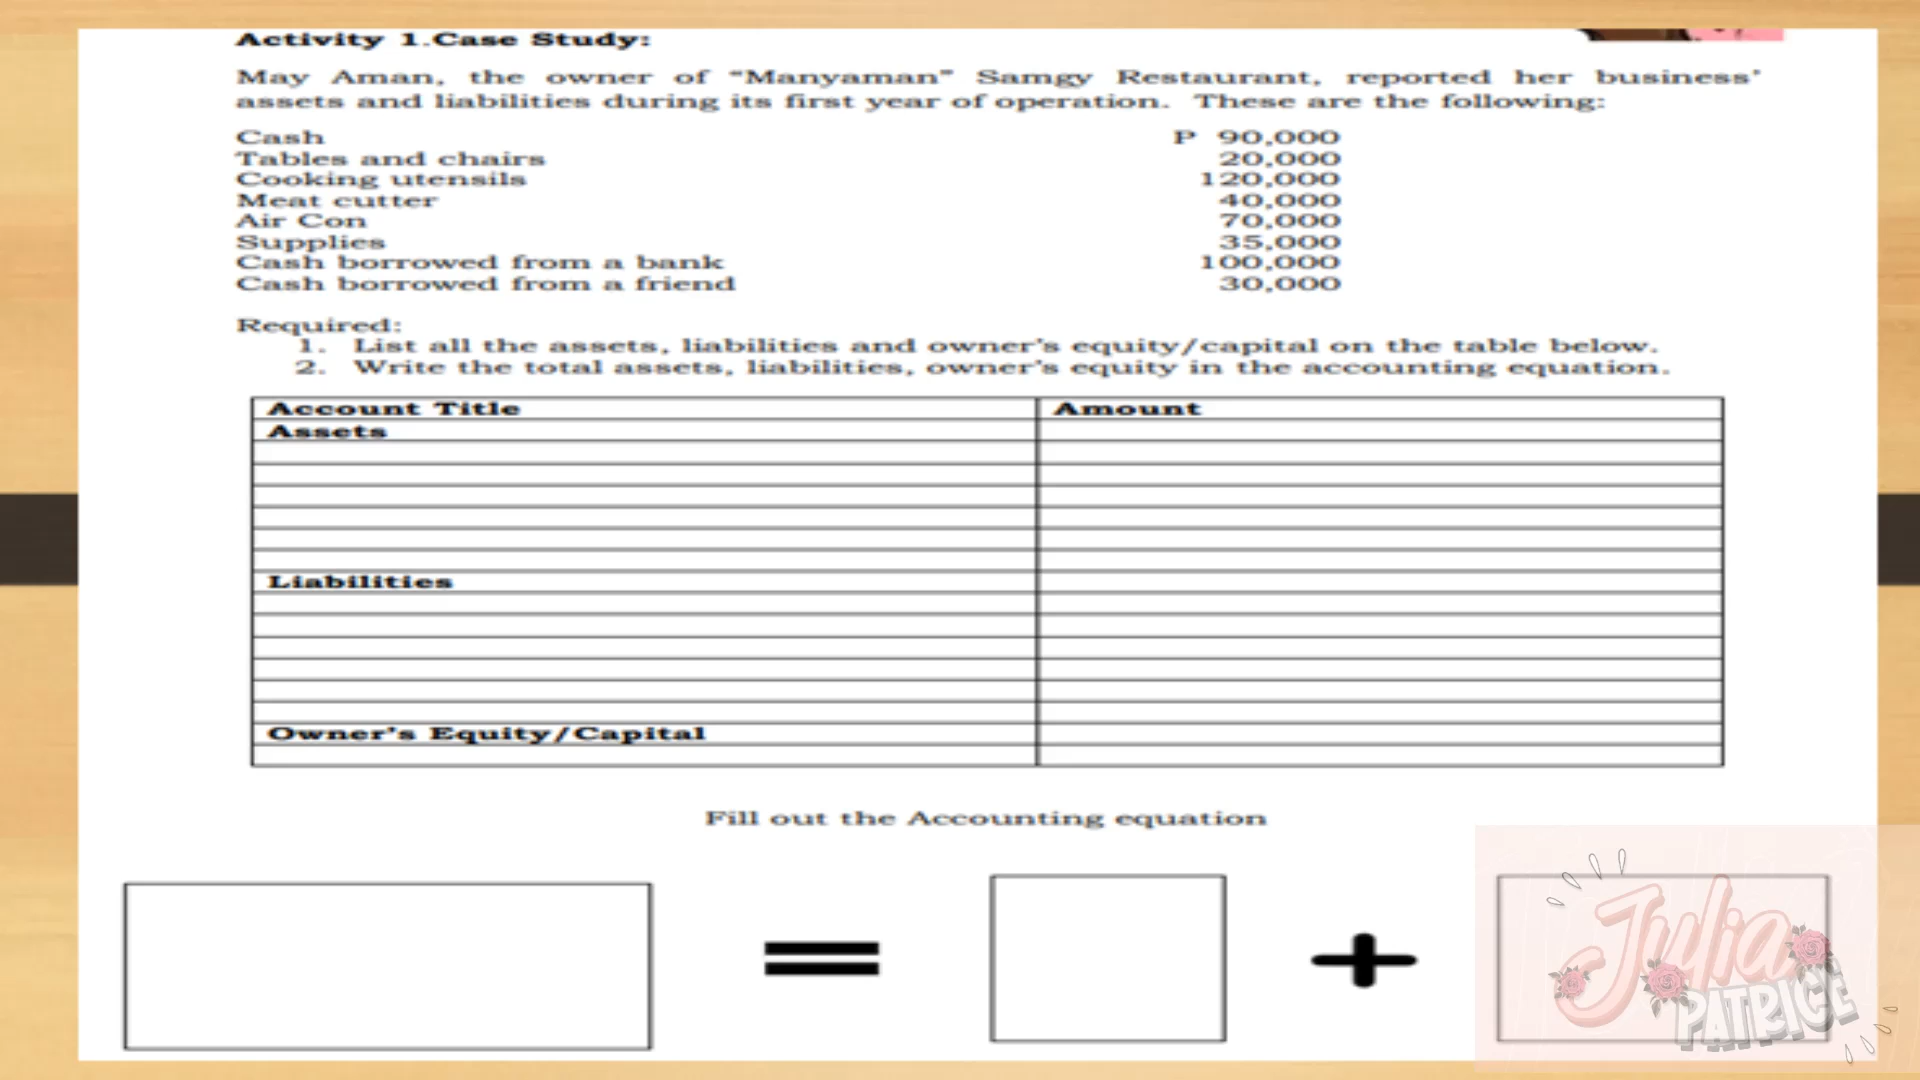 Activity 1.Case Study:
May Aman, the owner of “Manyaman” Samgy Restaurant, reported her business’
assets and liabilities during its first year of operation. These are the following:
Cash P 90,000
Tables and chairs 20,000
Cooking utensils 120,000
Meat cutter 40,000
Air Con 70,000
Supplies 35,000
Cash borrowed from a bank 100,000
Cash borrowed from a friend 30,000
Required:
1. List all the assets, liabilities and owner’s equity/capital on the table below.
2. Write the total assets, liabilities, owner’s equity in the accounting equation.
Account Title Amount
Assets
Liabilities
Owner’s Equity/Capital
Fill out the Accounting equation
= +
Julia
PATRICE